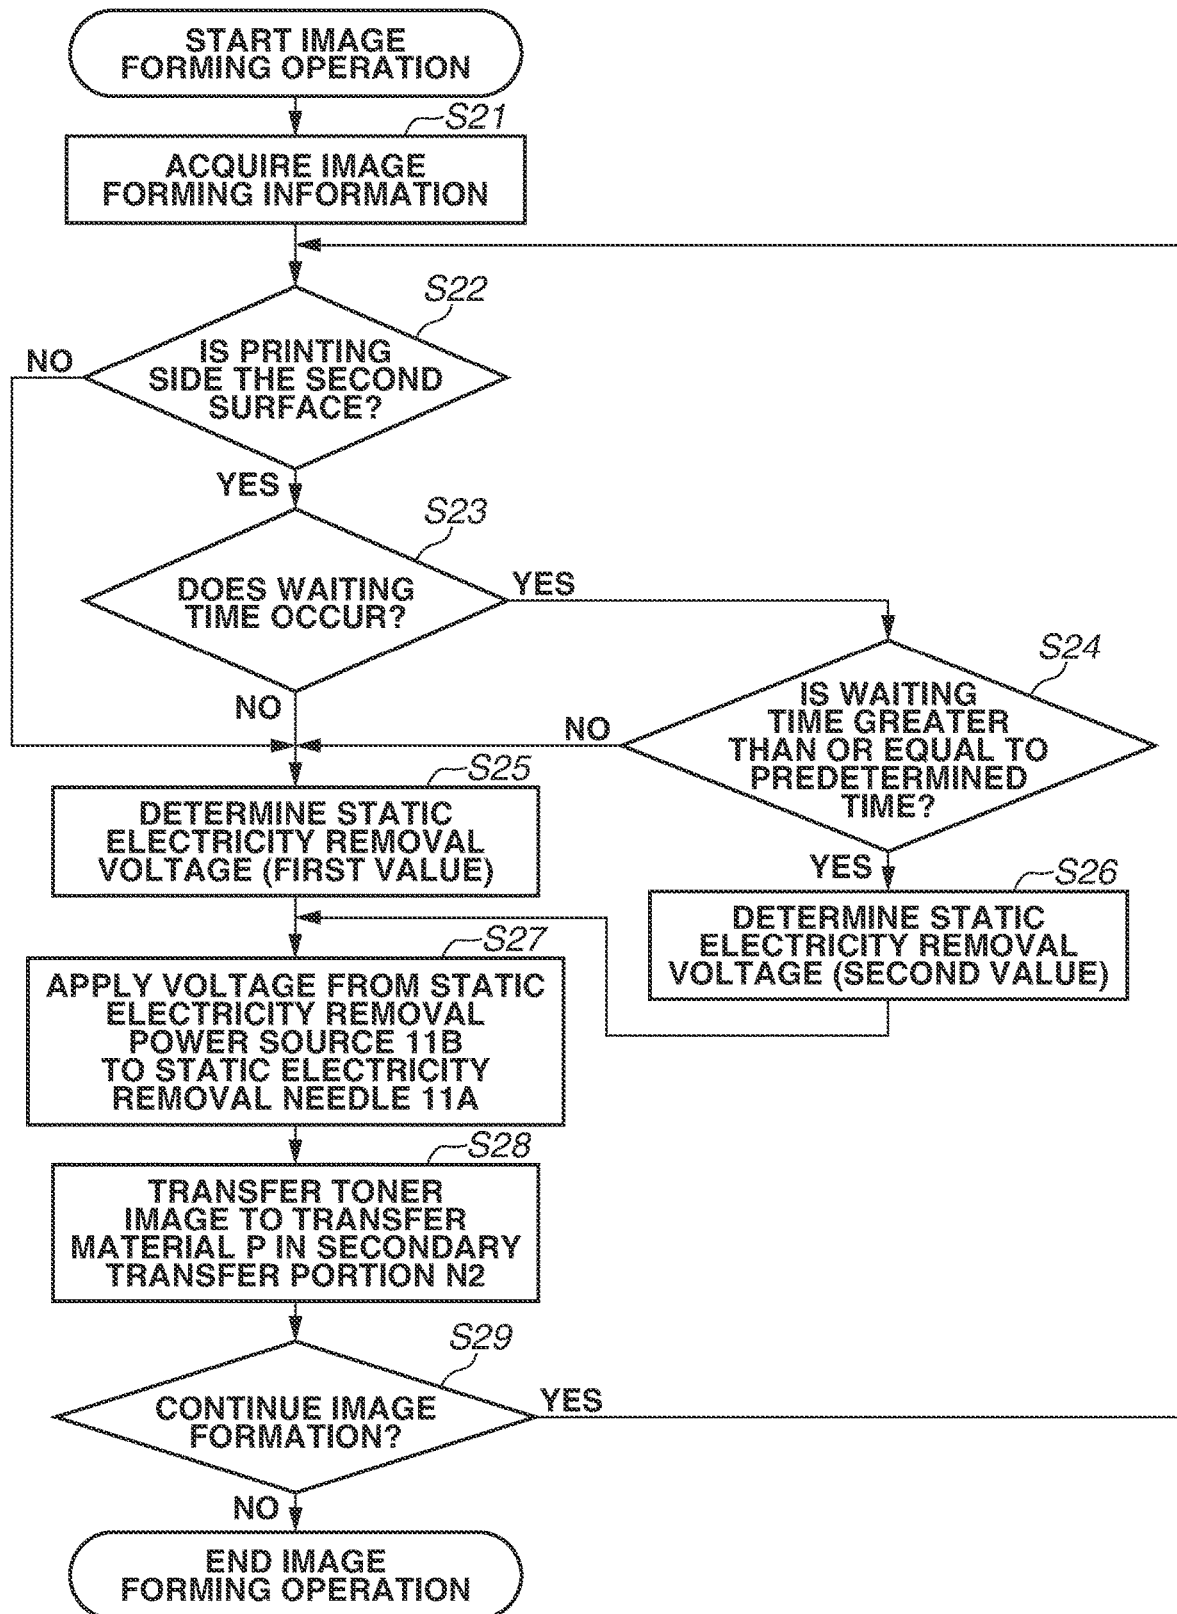 START IMAGE
FORMING OPERATION
S21
ACQUIRE IMAGE
FORMING INFORMATION
S22
IS PRINTING
SIDE THE SECOND
SURFACE?
NO
YES
S23
DOES WAITING
TIME OCCUR?
YES
NO
S24
IS WAITING
TIME GREATER
THAN OR EQUAL TO
PREDETERMINED
TIME?
NO
YES
S25
DETERMINE STATIC
ELECTRICITY REMOVAL
VOLTAGE (FIRST VALUE)
S26
DETERMINE STATIC
ELECTRICITY REMOVAL
VOLTAGE (SECOND VALUE)
S27
APPLY VOLTAGE FROM STATIC
ELECTRICITY REMOVAL
POWER SOURCE 11B
TO STATIC ELECTRICITY
REMOVAL NEEDLE 11A
S28
TRANSFER TONER
IMAGE TO TRANSFER
MATERIAL P IN SECONDARY
TRANSFER PORTION N2
S29
CONTINUE IMAGE
FORMATION?
YES
NO
END IMAGE
FORMING OPERATION